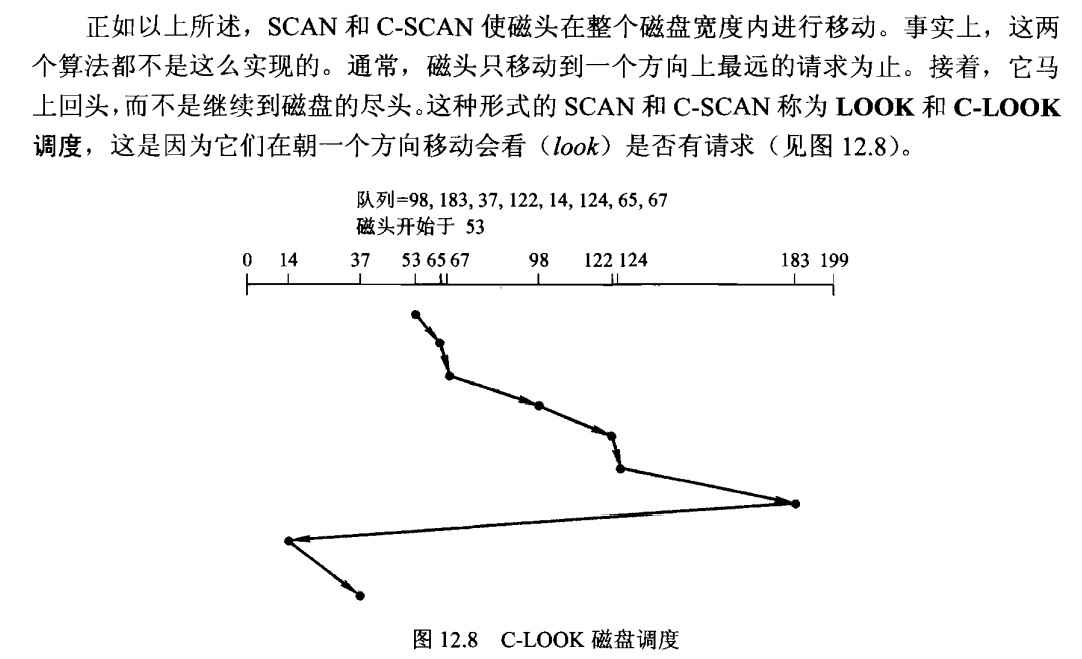 正如以上所述，SCAN 和 C-SCAN 使磁头在整个磁盘宽度内进行移动。事实上，这两
个算法都不是这么实现的。通常，磁头只移动到一个方向上最远的请求为止。接着，它马
上回头，而不是继续到磁盘的尽头。这种形式的 SCAN 和 C-SCAN 称为 LOOK 和 C-LOOK
调度，这是因为它们在朝一个方向移动会看（look）是否有请求（见图 12.8）。
队列=98, 183, 37, 122, 14, 124, 65, 67
磁头开始于 53
0 14 37 53 65 67 98 122 124 183 199
图 12.8 C-LOOK 磁盘调度